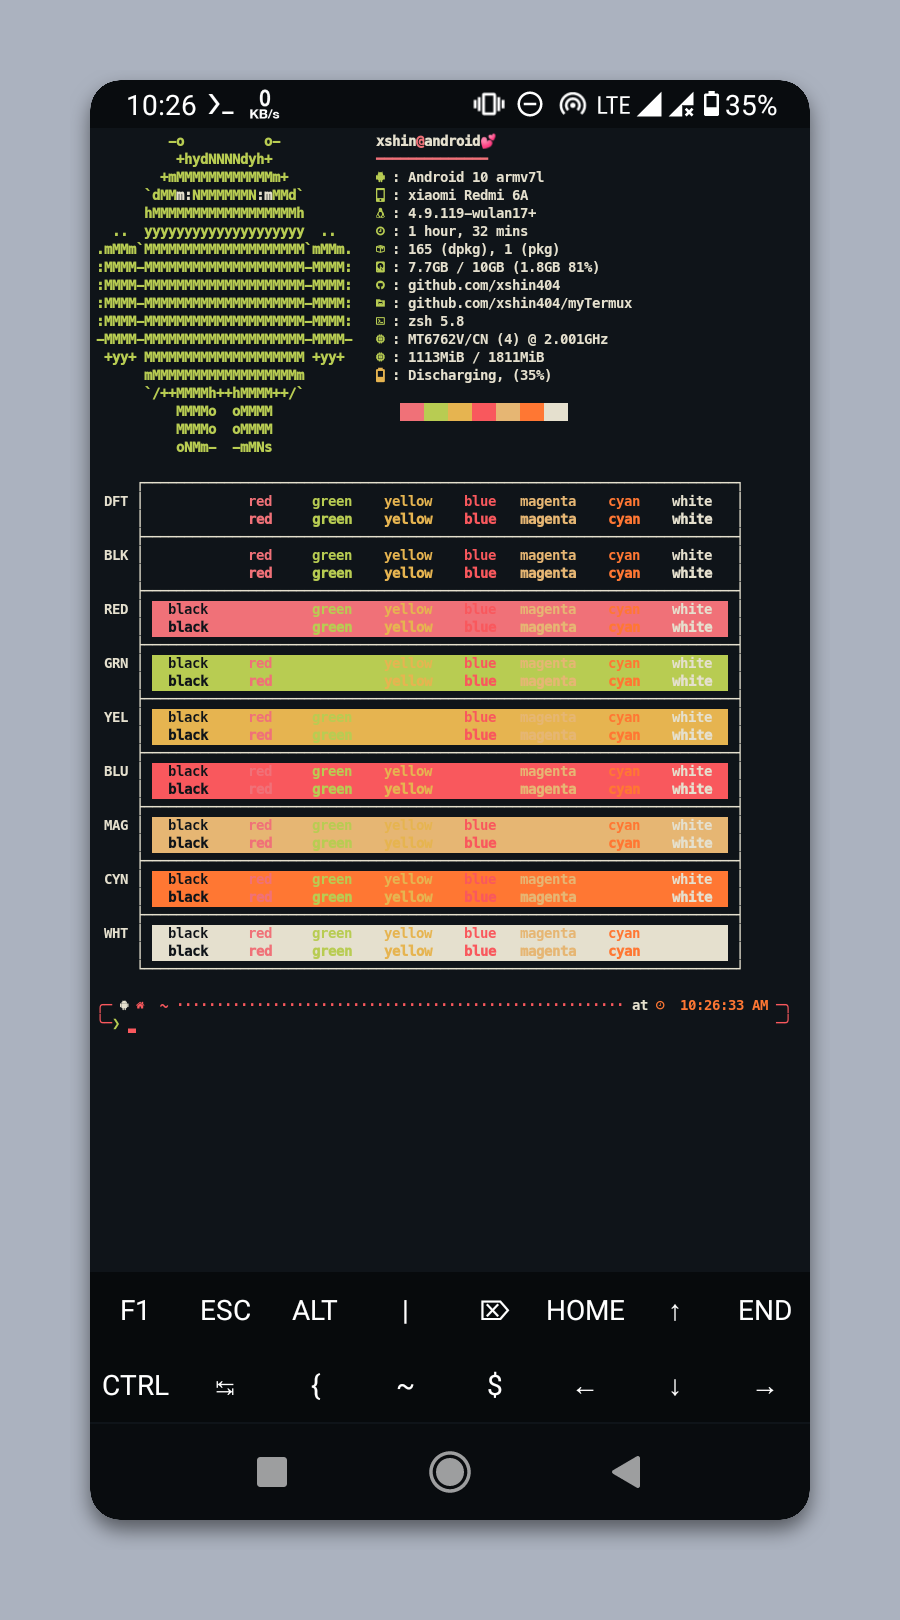 10:26 0 KB/s LTE 35%
-o          o-
+hydNNNNdyh+
+mMMMMMMMMMMMMm+
`dMMm:NMMMMMMN:mMMd`
hMMMMMMMMMMMMMMMMMMh
..  yyyyyyyyyyyyyyyyyyyy  ..
.mMMm`MMMMMMMMMMMMMMMMMMMM`mMMm.
:MMMM-MMMMMMMMMMMMMMMMMMMM-MMMM:
:MMMM-MMMMMMMMMMMMMMMMMMMM-MMMM:
:MMMM-MMMMMMMMMMMMMMMMMMMM-MMMM:
:MMMM-MMMMMMMMMMMMMMMMMMMM-MMMM:
-MMMM-MMMMMMMMMMMMMMMMMMMM-MMMM-
+yy+ MMMMMMMMMMMMMMMMMMMM +yy+
mMMMMMMMMMMMMMMMMMMm
`/++MMMMh++hMMMM++/`
MMMMo  oMMMM
MMMMo  oMMMM
oNMm-  -mMNs
xshin@android💕
: Android 10 armv7l
: xiaomi Redmi 6A
: 4.9.119-wulan17+
: 1 hour, 32 mins
: 165 (dpkg), 1 (pkg)
: 7.7GB / 10GB (1.8GB 81%)
: github.com/xshin404
: github.com/xshin404/myTermux
: zsh 5.8
: MT6762V/CN (4) @ 2.001GHz
: 1113MiB / 1811MiB
: Discharging, (35%)
DFT red green yellow blue magenta cyan white
red green yellow blue magenta cyan white
BLK red green yellow blue magenta cyan white
red green yellow blue magenta cyan white
RED black green yellow blue magenta cyan white
black green yellow blue magenta cyan white
GRN black red yellow blue magenta cyan white
black red yellow blue magenta cyan white
YEL black red green blue magenta cyan white
black red green blue magenta cyan white
BLU black red green yellow magenta cyan white
black red green yellow magenta cyan white
MAG black red green yellow blue cyan white
black red green yellow blue cyan white
CYN black red green yellow blue magenta white
black red green yellow blue magenta white
WHT black red green yellow blue magenta cyan
black red green yellow blue magenta cyan
~ ........................................................ at 10:26:33 AM
❯
F1 ESC ALT | ⌦ HOME ↑ END
CTRL ↹ { ~ $ ← ↓ →